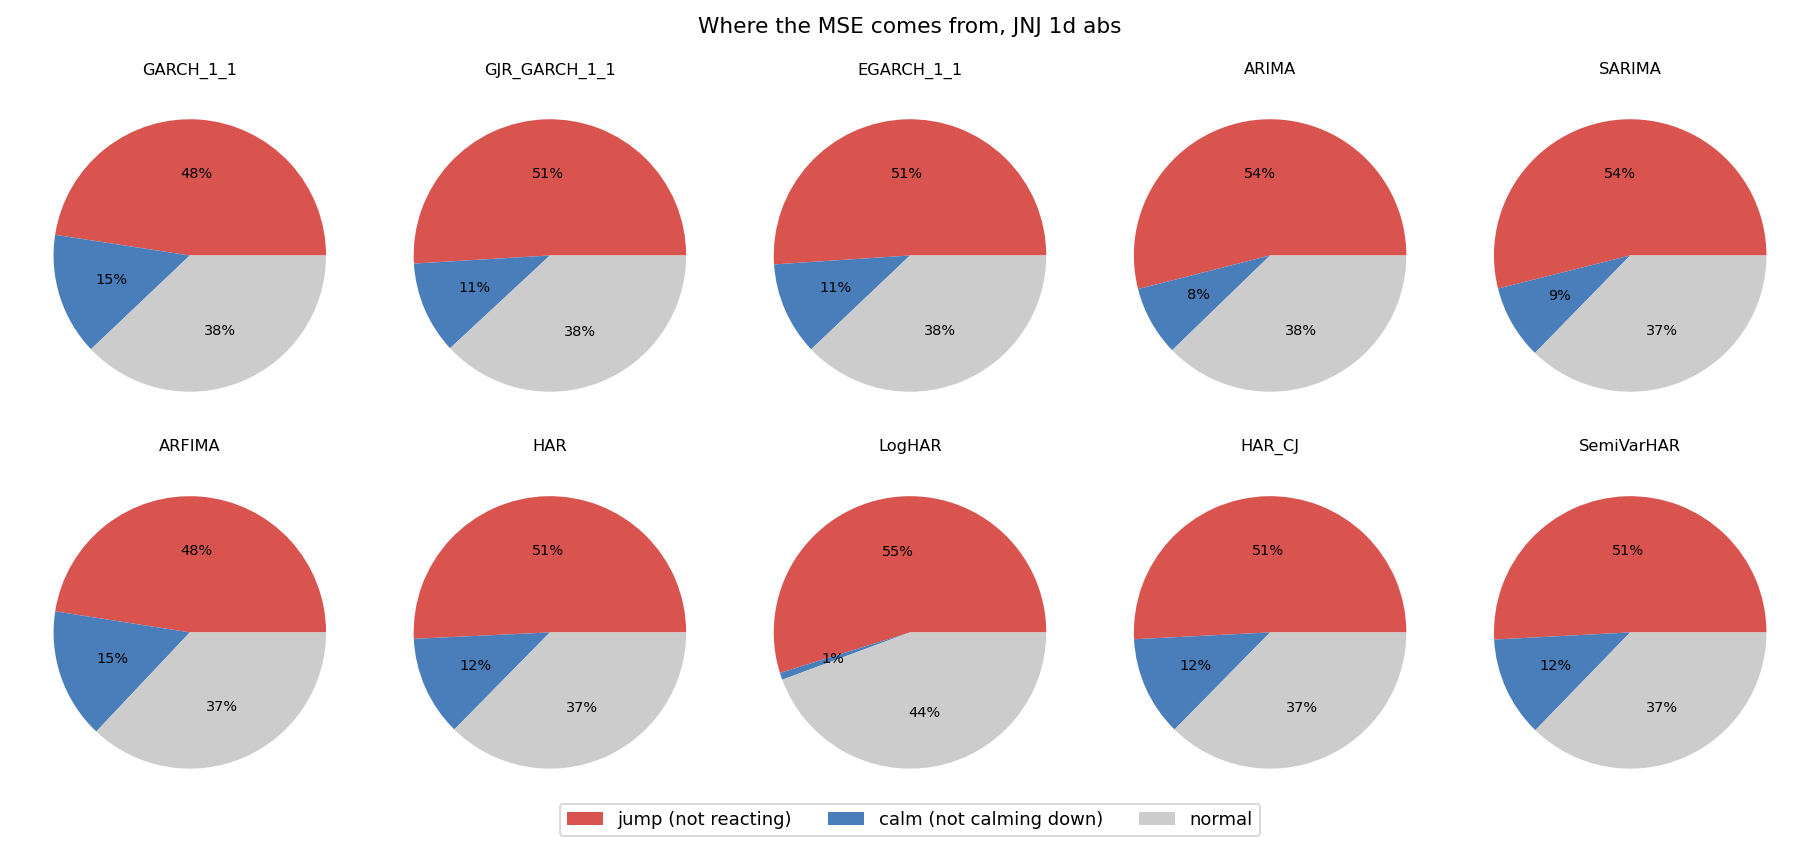 Where the MSE comes from, JNJ 1d abs
GARCH_1_1
GJR_GARCH_1_1
EGARCH_1_1
ARIMA
SARIMA
48%
15%
38%
51%
11%
38%
51%
11%
38%
54%
8%
38%
54%
9%
37%
ARFIMA
HAR
LogHAR
HAR_CJ
SemiVarHAR
48%
15%
37%
51%
12%
37%
55%
1%
44%
51%
12%
37%
51%
12%
37%
jump (not reacting)
calm (not calming down)
normal